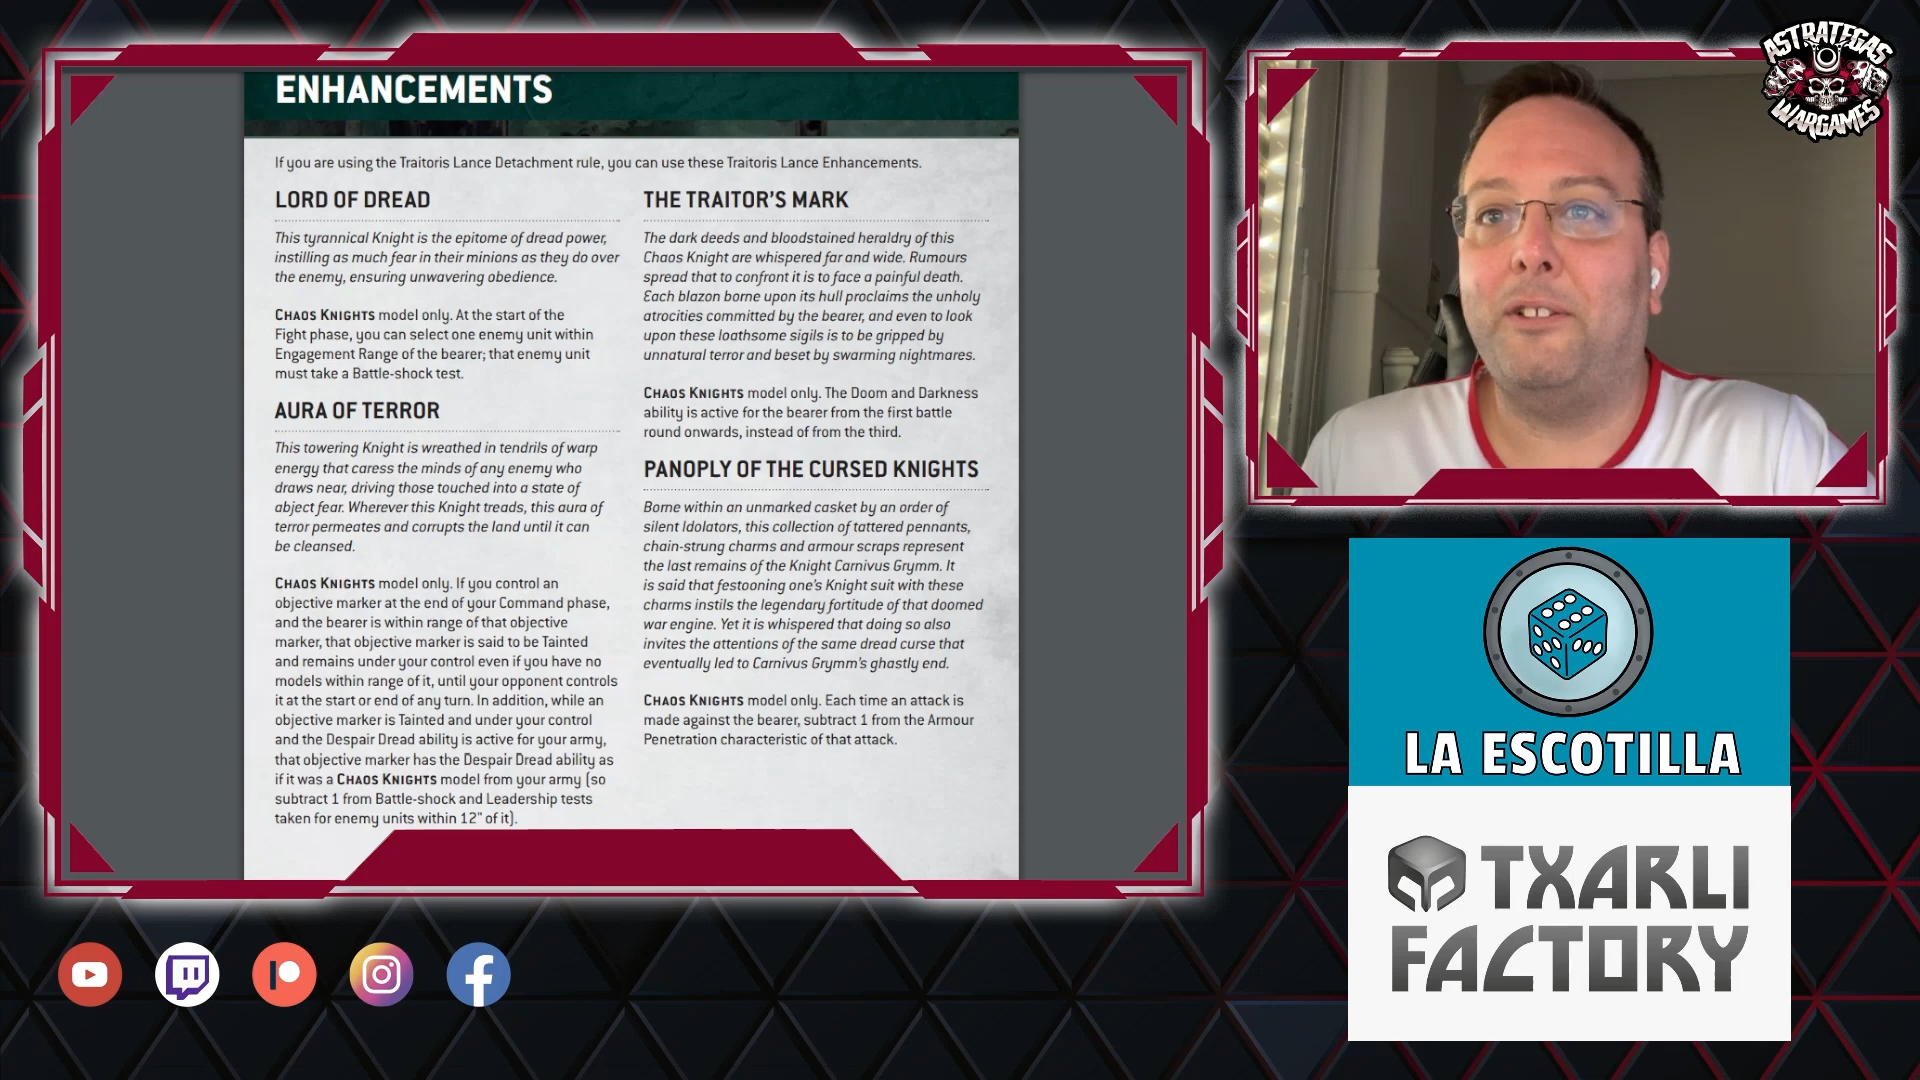 ENHANCEMENTS
If you are using the Traitoris Lance Detachment rule, you can use these Traitoris Lance Enhancements.
LORD OF DREAD
This tyrannical Knight is the epitome of dread power,
instilling as much fear in their minions as they do over
the enemy, ensuring unwavering obedience.
CHAOS KNIGHTS model only. At the start of the
Fight phase, you can select one enemy unit within
Engagement Range of the bearer; that enemy unit
must take a Battle-shock test.
AURA OF TERROR
This towering Knight is wreathed in tendrils of warp
energy that caress the minds of any enemy who
draws near, driving those touched into a state of
abject fear. Wherever this Knight treads, this aura of
terror permeates and corrupts the land until it can
be cleansed.
CHAOS KNIGHTS model only. If you control an
objective marker at the end of your Command phase,
and the bearer is within range of that objective
marker, that objective marker is said to be Tainted
and remains under your control even if you have no
models within range of it, until your opponent controls
it at the start or end of any turn. In addition, while an
objective marker is Tainted and under your control
and the Despair Dread ability is active for your army,
that objective marker has the Despair Dread ability as
if it was a CHAOS KNIGHTS model from your army (so
subtract 1 from Battle-shock and Leadership tests
taken for enemy units within 12" of it).
THE TRAITOR'S MARK
The dark deeds and bloodstained heraldry of this
Chaos Knight are whispered far and wide. Rumours
spread that to confront it is to face a painful death.
Each blazon borne upon its hull proclaims the unholy
atrocities committed by the bearer, and even to look
upon these loathsome sigils is to be gripped by
unnatural terror and beset by swarming nightmares.
CHAOS KNIGHTS model only. The Doom and Darkness
ability is active for the bearer from the first battle
round onwards, instead of from the third.
PANOPLY OF THE CURSED KNIGHTS
Borne within an unmarked casket by an order of
silent Idolators, this collection of tattered pennants,
chain-strung charms and armour scraps represent
the last remains of the Knight Carnivus Grymm. It
is said that festooning one's Knight suit with these
charms instils the legendary fortitude of that doomed
war engine. Yet it is whispered that doing so also
invites the attentions of the same dread curse that
eventually led to Carnivus Grymm's ghastly end.
CHAOS KNIGHTS model only. Each time an attack is
made against the bearer, subtract 1 from the Armour
Penetration characteristic of that attack.
ASTRATEGAS
WARGAMES
LA ESCOTILLA
TXARLI
FACTORY